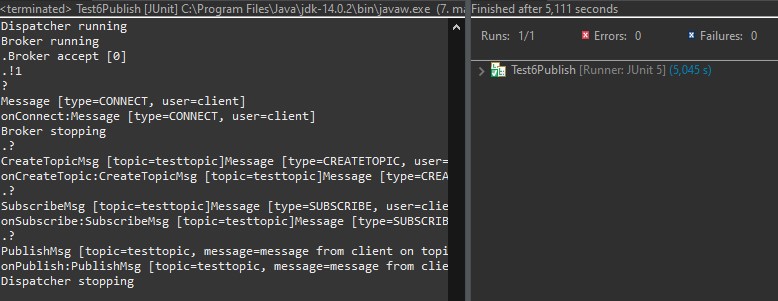 <terminated> Test6Publish [JUnit] C:\Program Files\Java\jdk-14.0.2\bin\javaw.exe (7. ma
Dispatcher running
Broker running
.Broker accept [0]
.!1
?
Message [type=CONNECT, user=client]
onConnect:Message [type=CONNECT, user=client]
Broker stopping
.?
CreateTopicMsg [topic=testtopic]Message [type=CREATETOPIC, user=
onCreateTopic:CreateTopicMsg [topic=testtopic]Message [type=CREA
.?
SubscribeMsg [topic=testtopic]Message [type=SUBSCRIBE, user=clie
onSubscribe:SubscribeMsg [topic=testtopic]Message [type=SUBSCRIB
.?
PublishMsg [topic=testtopic, message=message from client on topi
onPublish:PublishMsg [topic=testtopic, message=message from clie
Dispatcher stopping
Finished after 5,111 seconds
Runs: 1/1 Errors: 0 Failures: 0
Test6Publish [Runner: JUnit 5] (5,045 s)